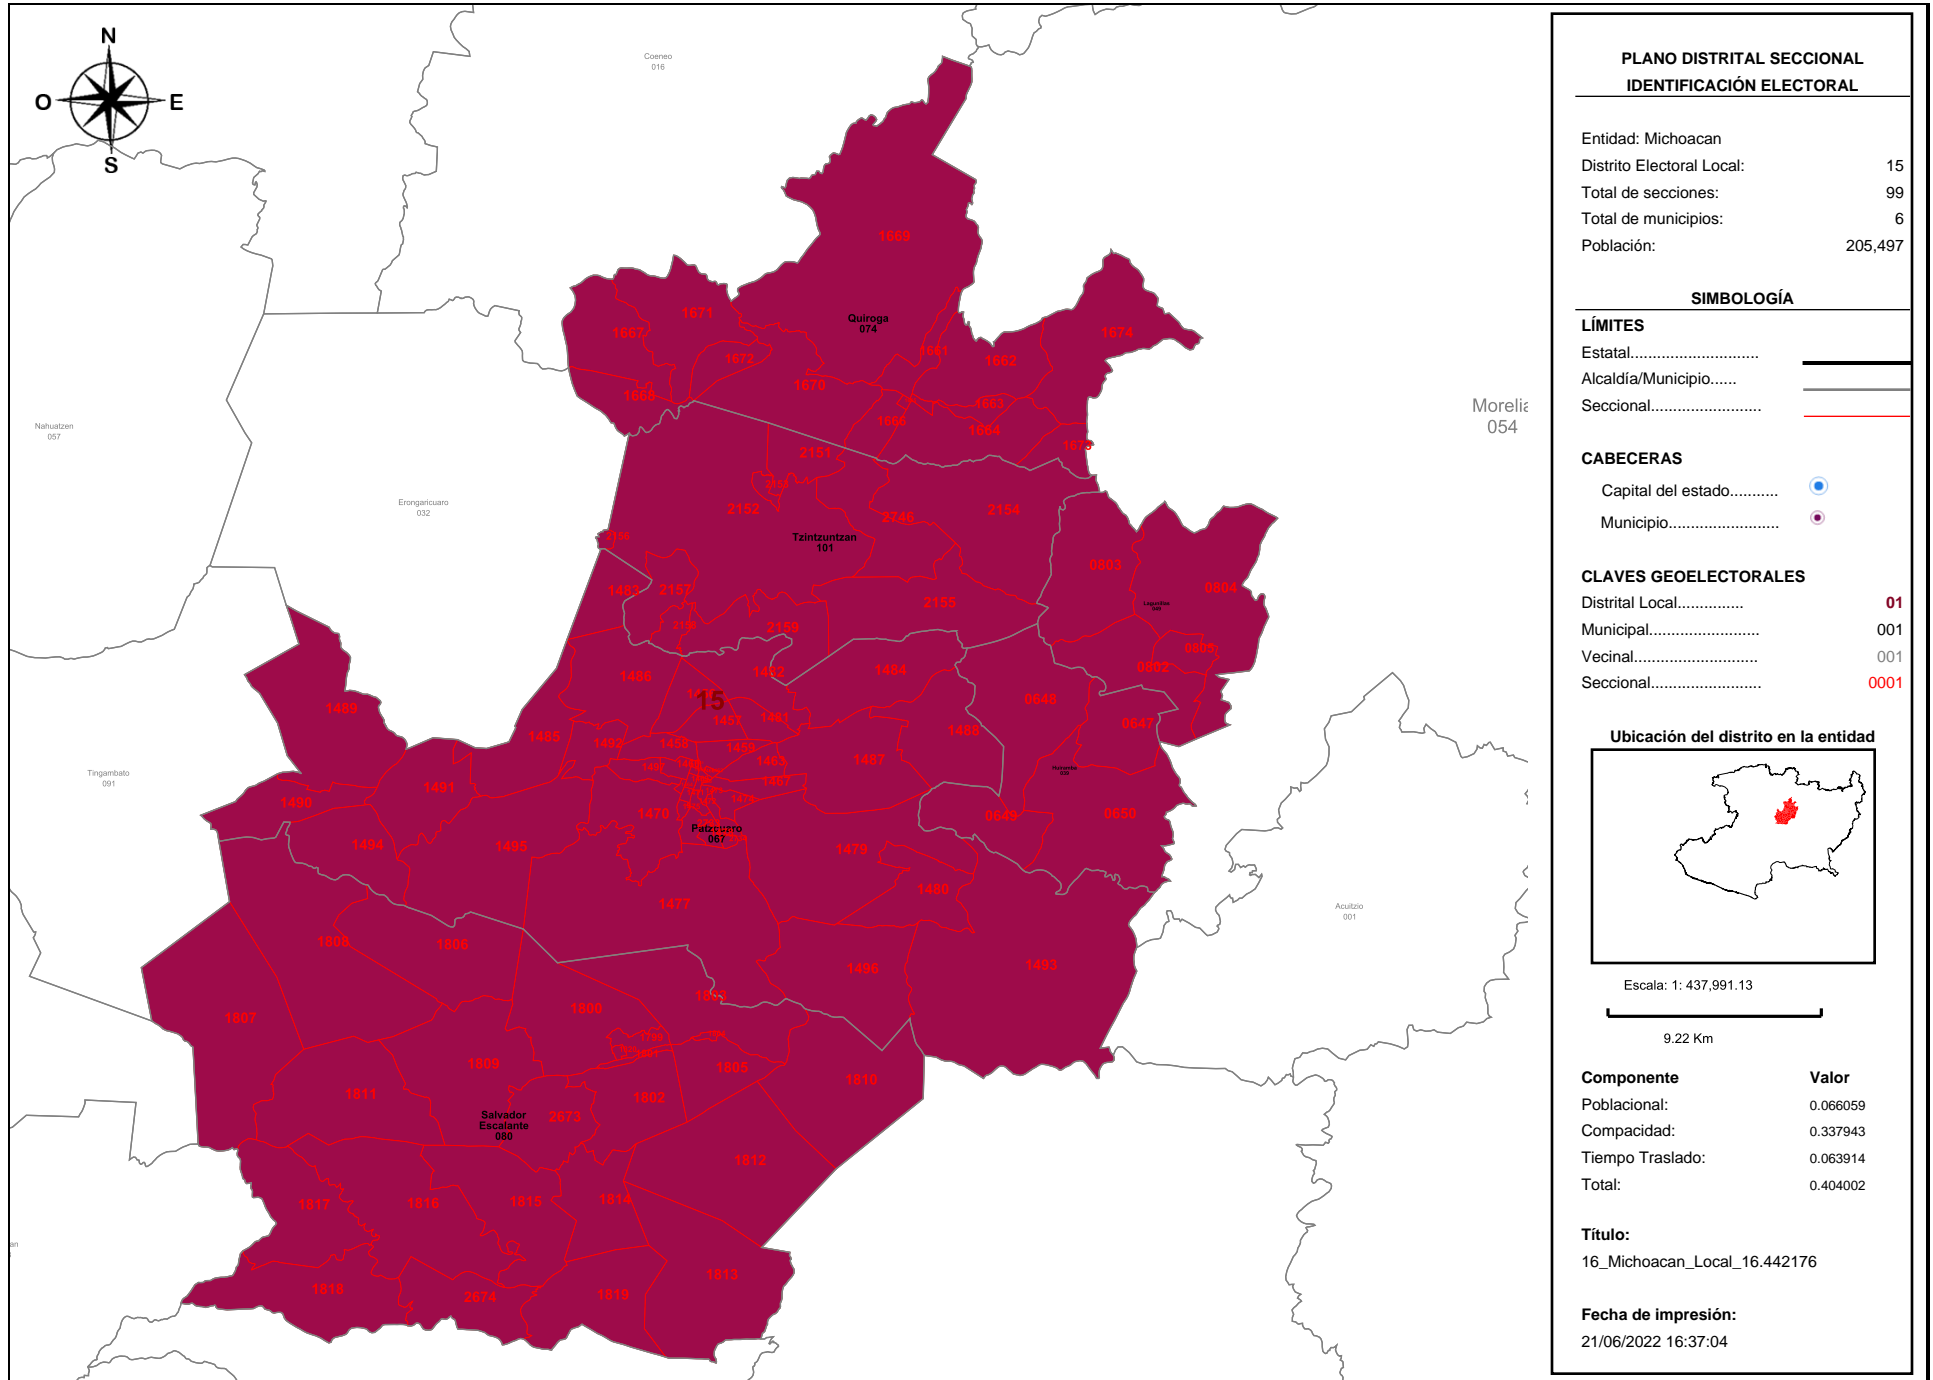 N
O
E
S
Coeneo
016
Nahuatzen
057
Erongaricuaro
032
Tingambato
091
Morelia
054
Acuitzio
001
Quiroga
074
1669
1671
1667
1672
1661
1662
1674
1670
1668
1663
1664
2151
2152
2746
2154
Tzintzuntzan
101
2156
0803
0804
1483
2157
2155
2159
0802
0805
1486
1482
1484
0648
0647
15
1489
1457
1481
1485
1492
1458
1459
1488
1463
1487
1491
1467
1490
1470
0649
0650
Patzcuaro
067
1494
1495
1479
1480
1477
1808
1806
1496
1493
1803
1807
1800
1809
1805
1810
1811
1802
2673
Salvador
Escalante
080
1812
1817
1816
1815
1814
1813
1818
2674
1819
PLANO DISTRITAL SECCIONAL
IDENTIFICACIÓN ELECTORAL
Entidad: Michoacan
Distrito Electoral Local: 15
Total de secciones: 99
Total de municipios: 6
Población: 205,497
SIMBOLOGÍA
LÍMITES
Estatal............................
Alcaldía/Municipio......
Seccional........................
CABECERAS
Capital del estado...........
Municipio.........................
CLAVES GEOELECTORALES
Distrital Local............... 01
Municipal........................ 001
Vecinal............................ 001
Seccional........................ 0001
Ubicación del distrito en la entidad
Escala: 1: 437,991.13
9.22 Km
Componente Valor
Poblacional: 0.066059
Compacidad: 0.337943
Tiempo Traslado: 0.063914
Total: 0.404002
Título:
16_Michoacan_Local_16.442176
Fecha de impresión:
21/06/2022 16:37:04